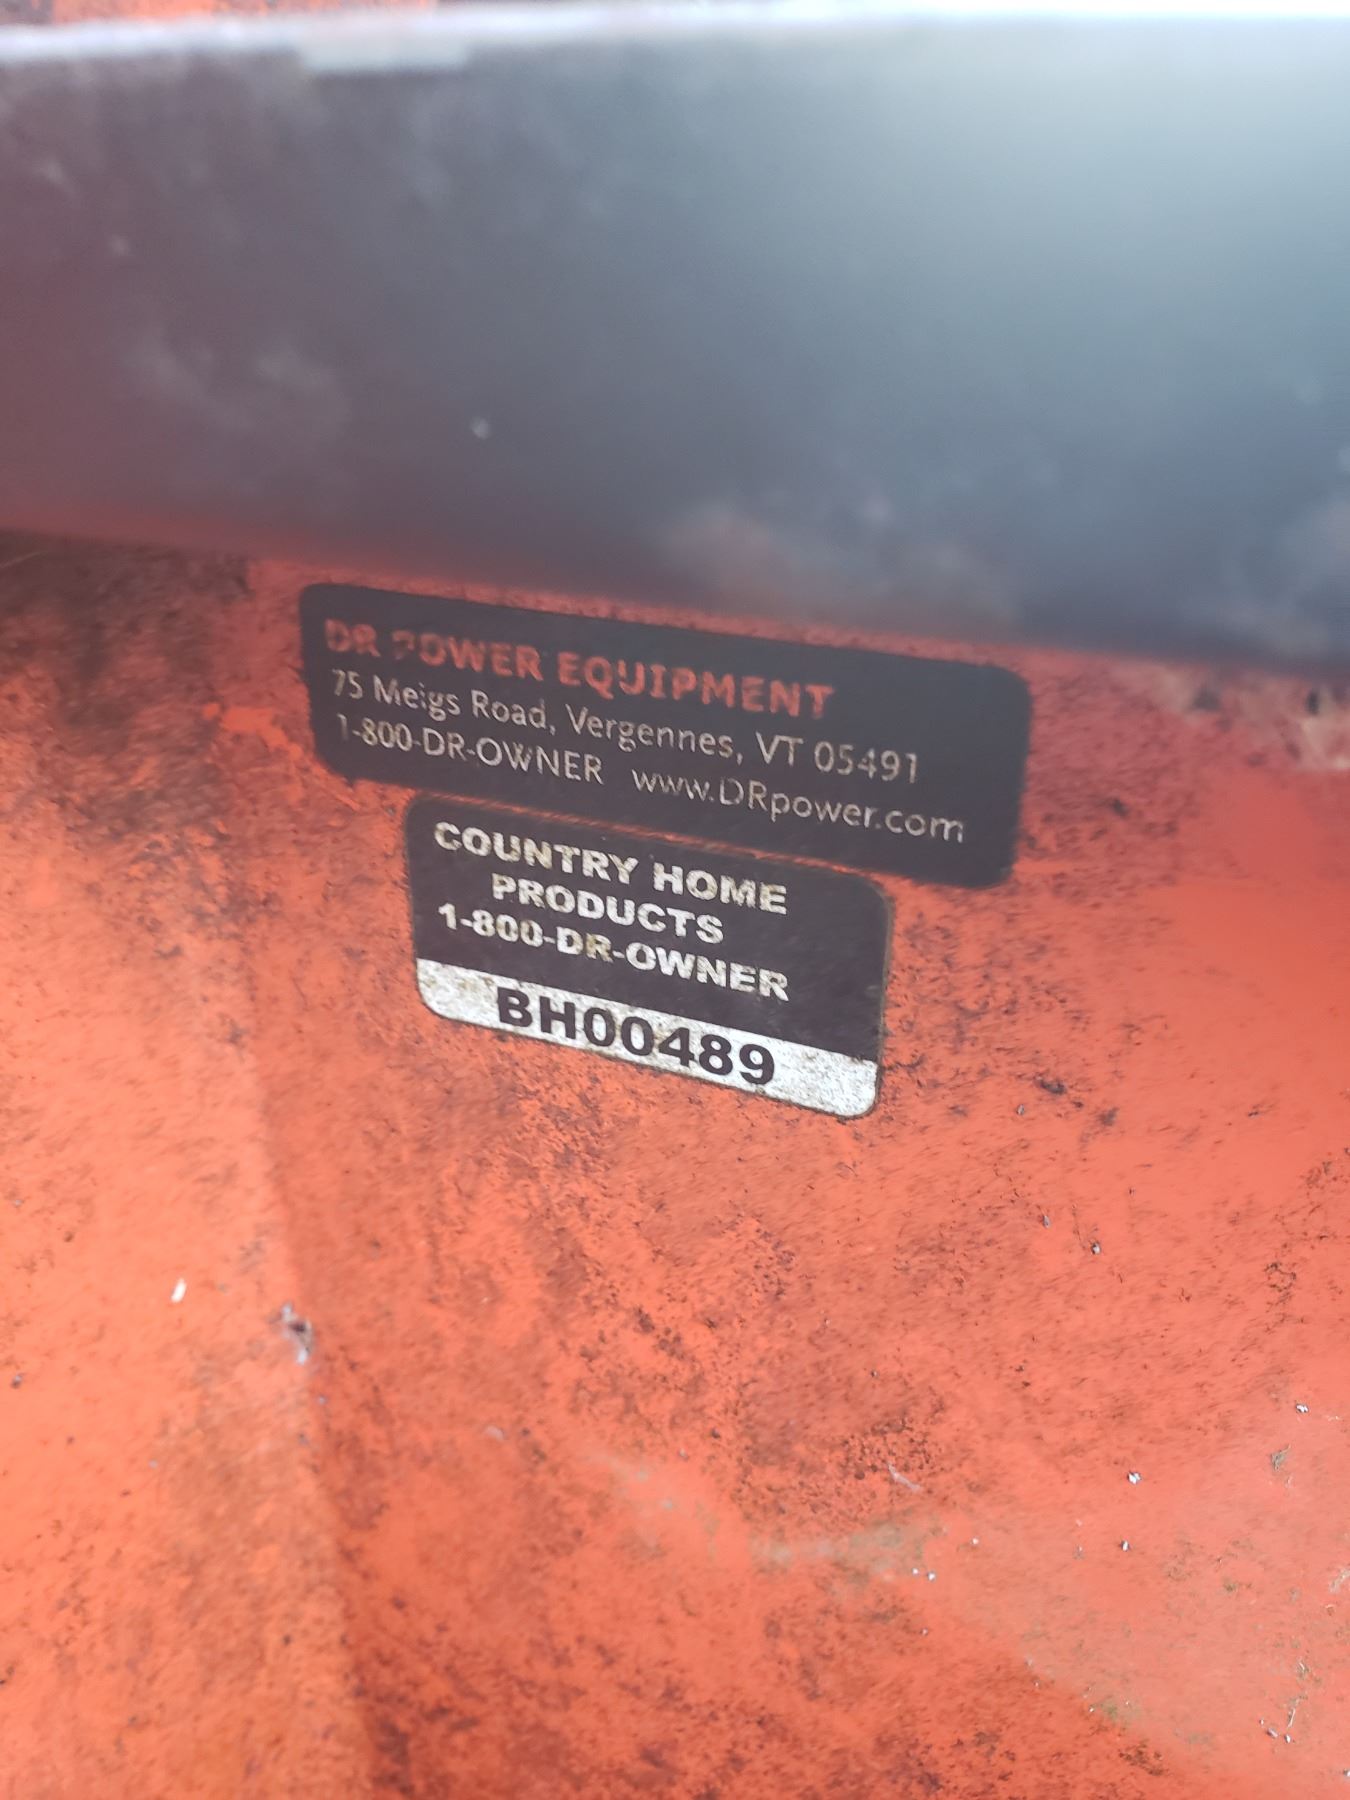 DR POWER EQUIPMENT
75 Meigs Road, Vergennes, VT 05491
1-800-DR-OWNER www.DRpower.com
COUNTRY HOME
PRODUCTS
1-800-DR-OWNER
BH00489